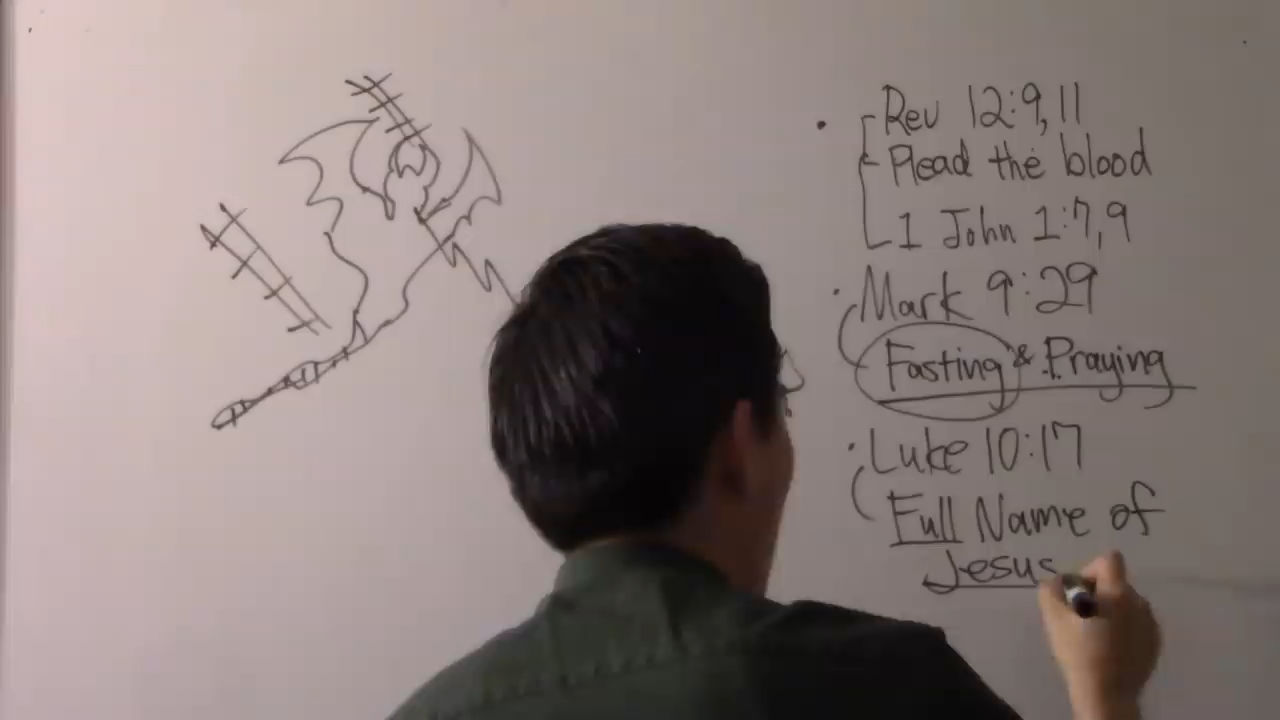 Rev 12:9,11
Plead the blood
1 John 1:7,9
Mark 9:29
Fasting & Praying
Luke 10:17
Full Name of
Jesus